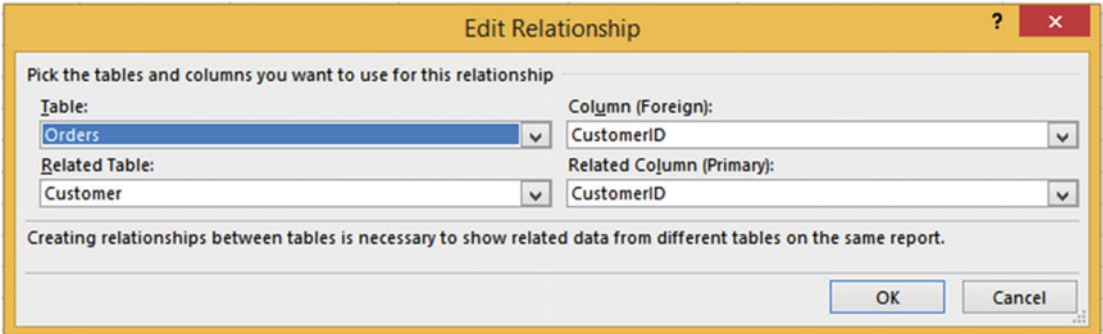 Edit Relationship
?
Pick the tables and columns you want to use for this relationship
Table: Column (Foreign):
Orders CustomerID
Related Table: Related Column (Primary):
Customer CustomerID
Creating relationships between tables is necessary to show related data from different tables on the same report.
OK Cancel